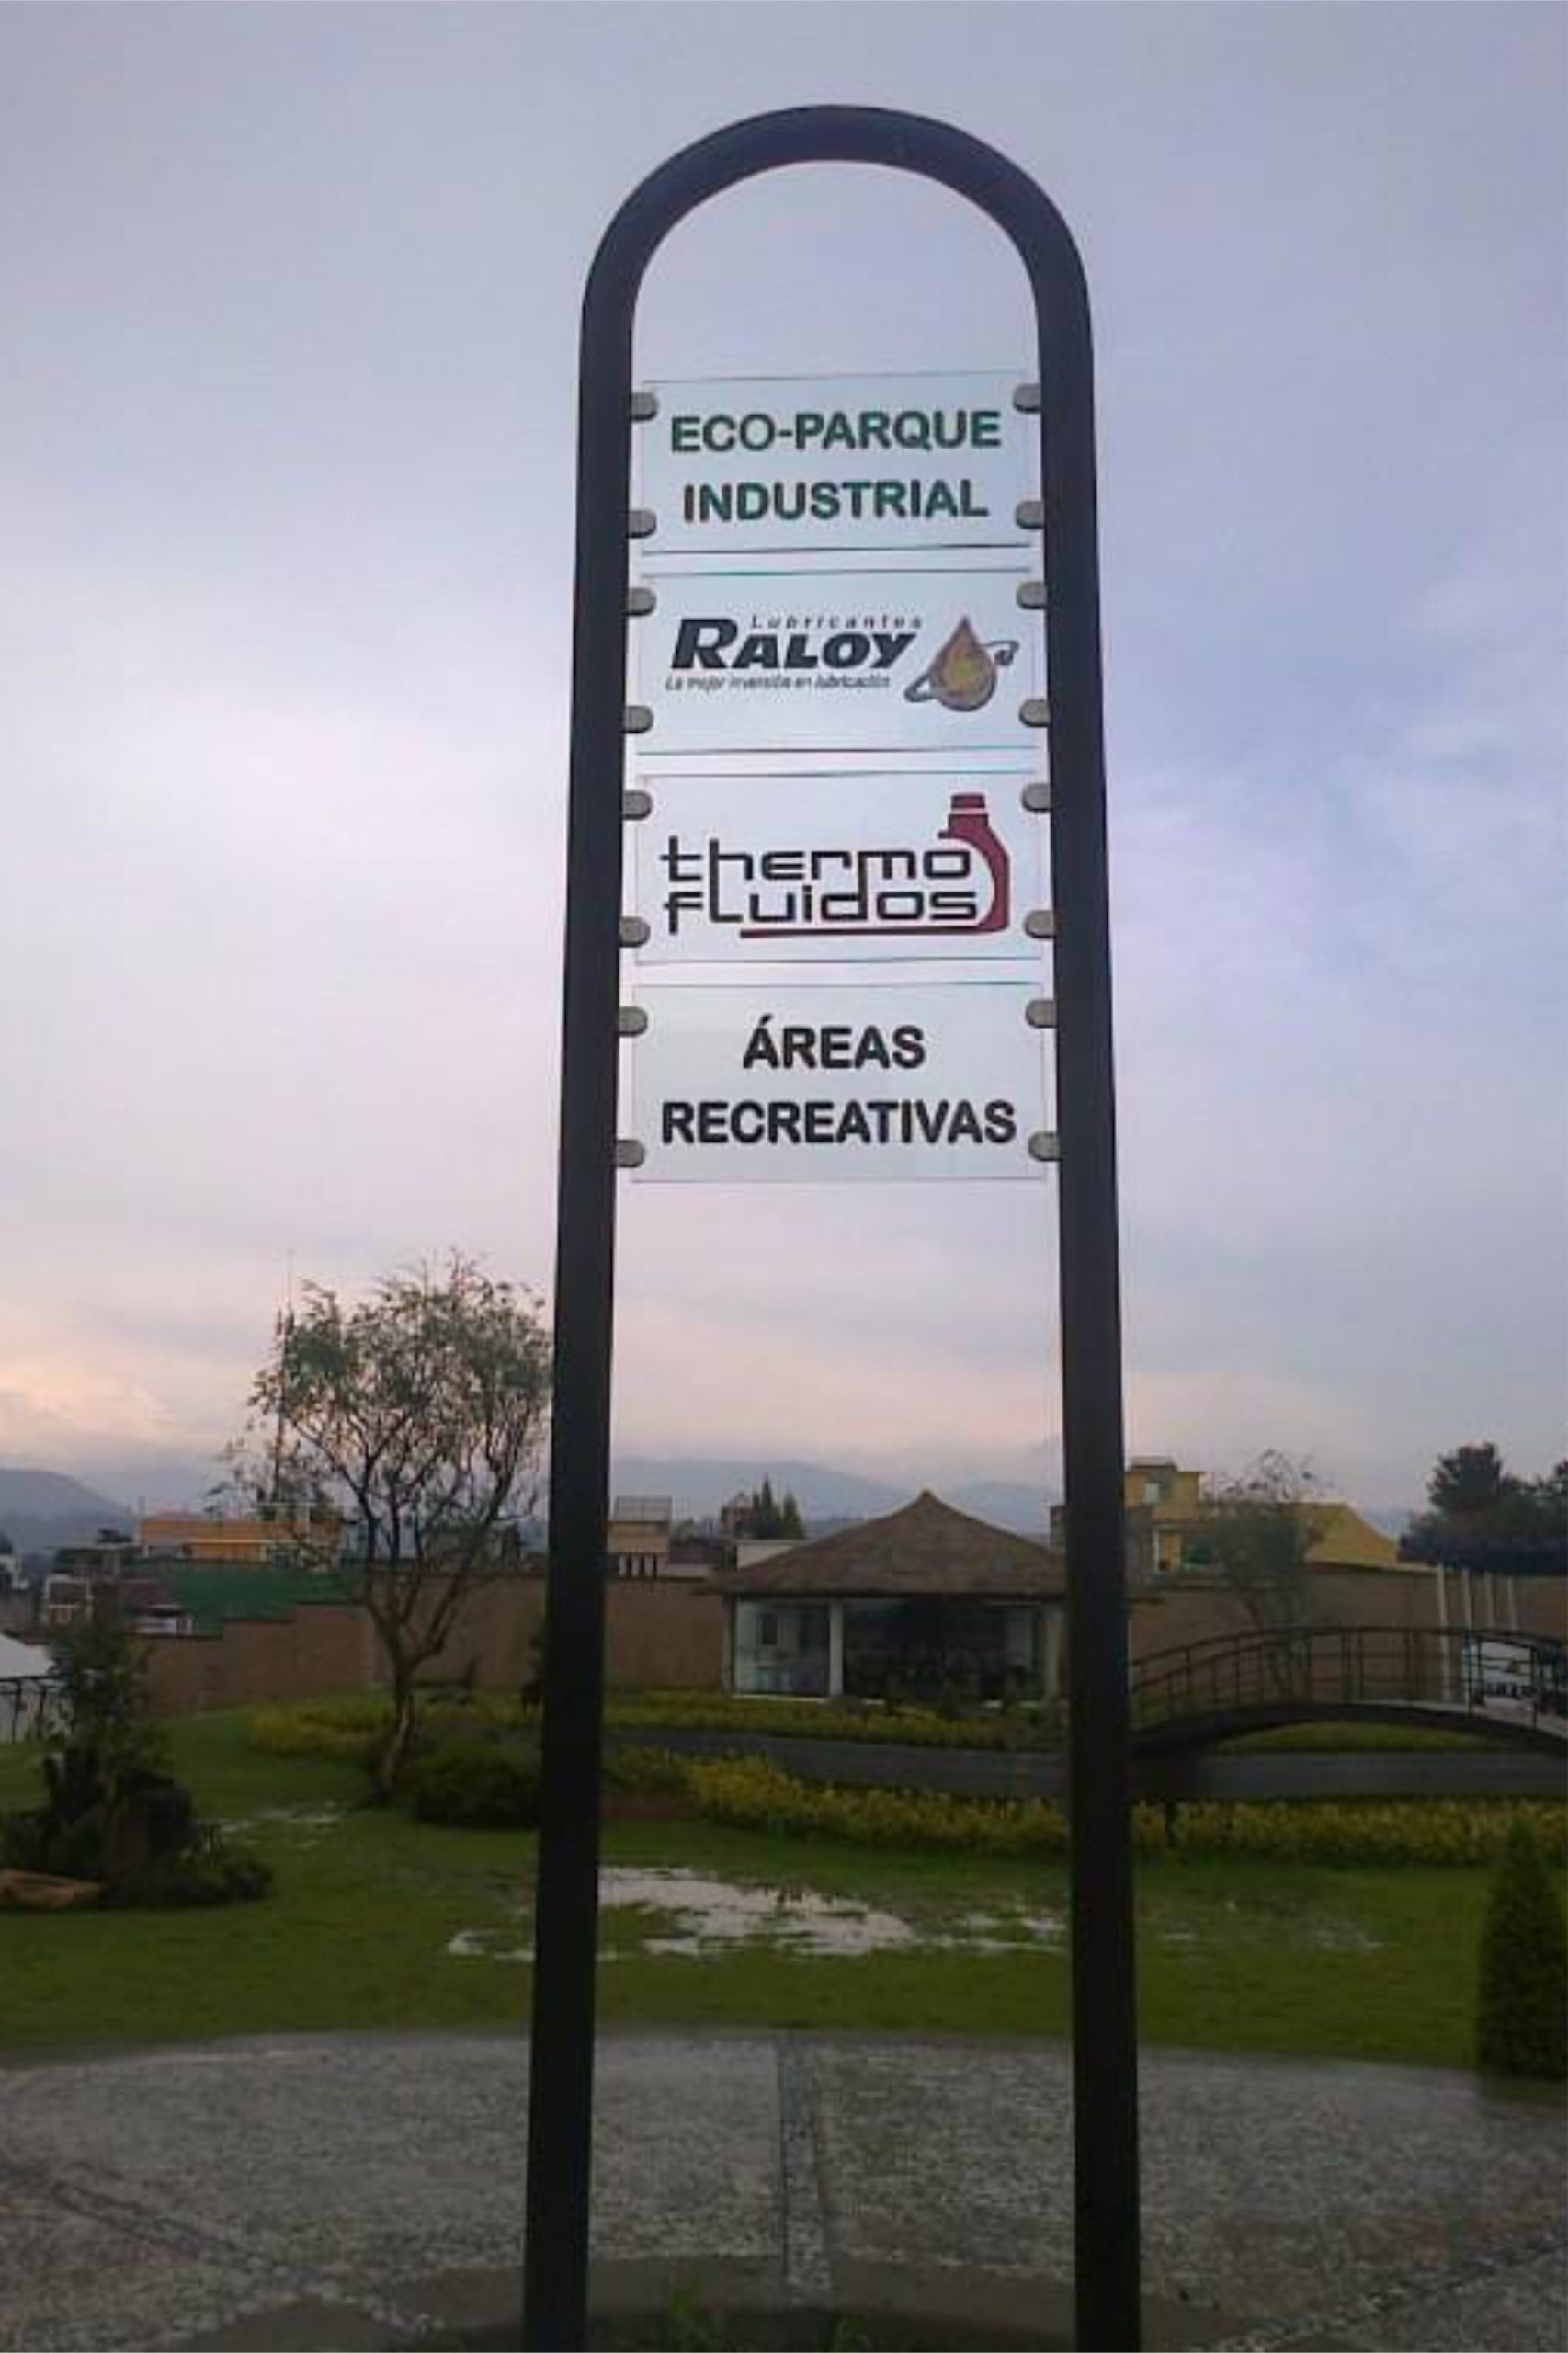 ECO-PARQUE
INDUSTRIAL
Lubricantes
RALOY
La mejor inversión en lubricación
thermo
fluidos
ÁREAS
RECREATIVAS